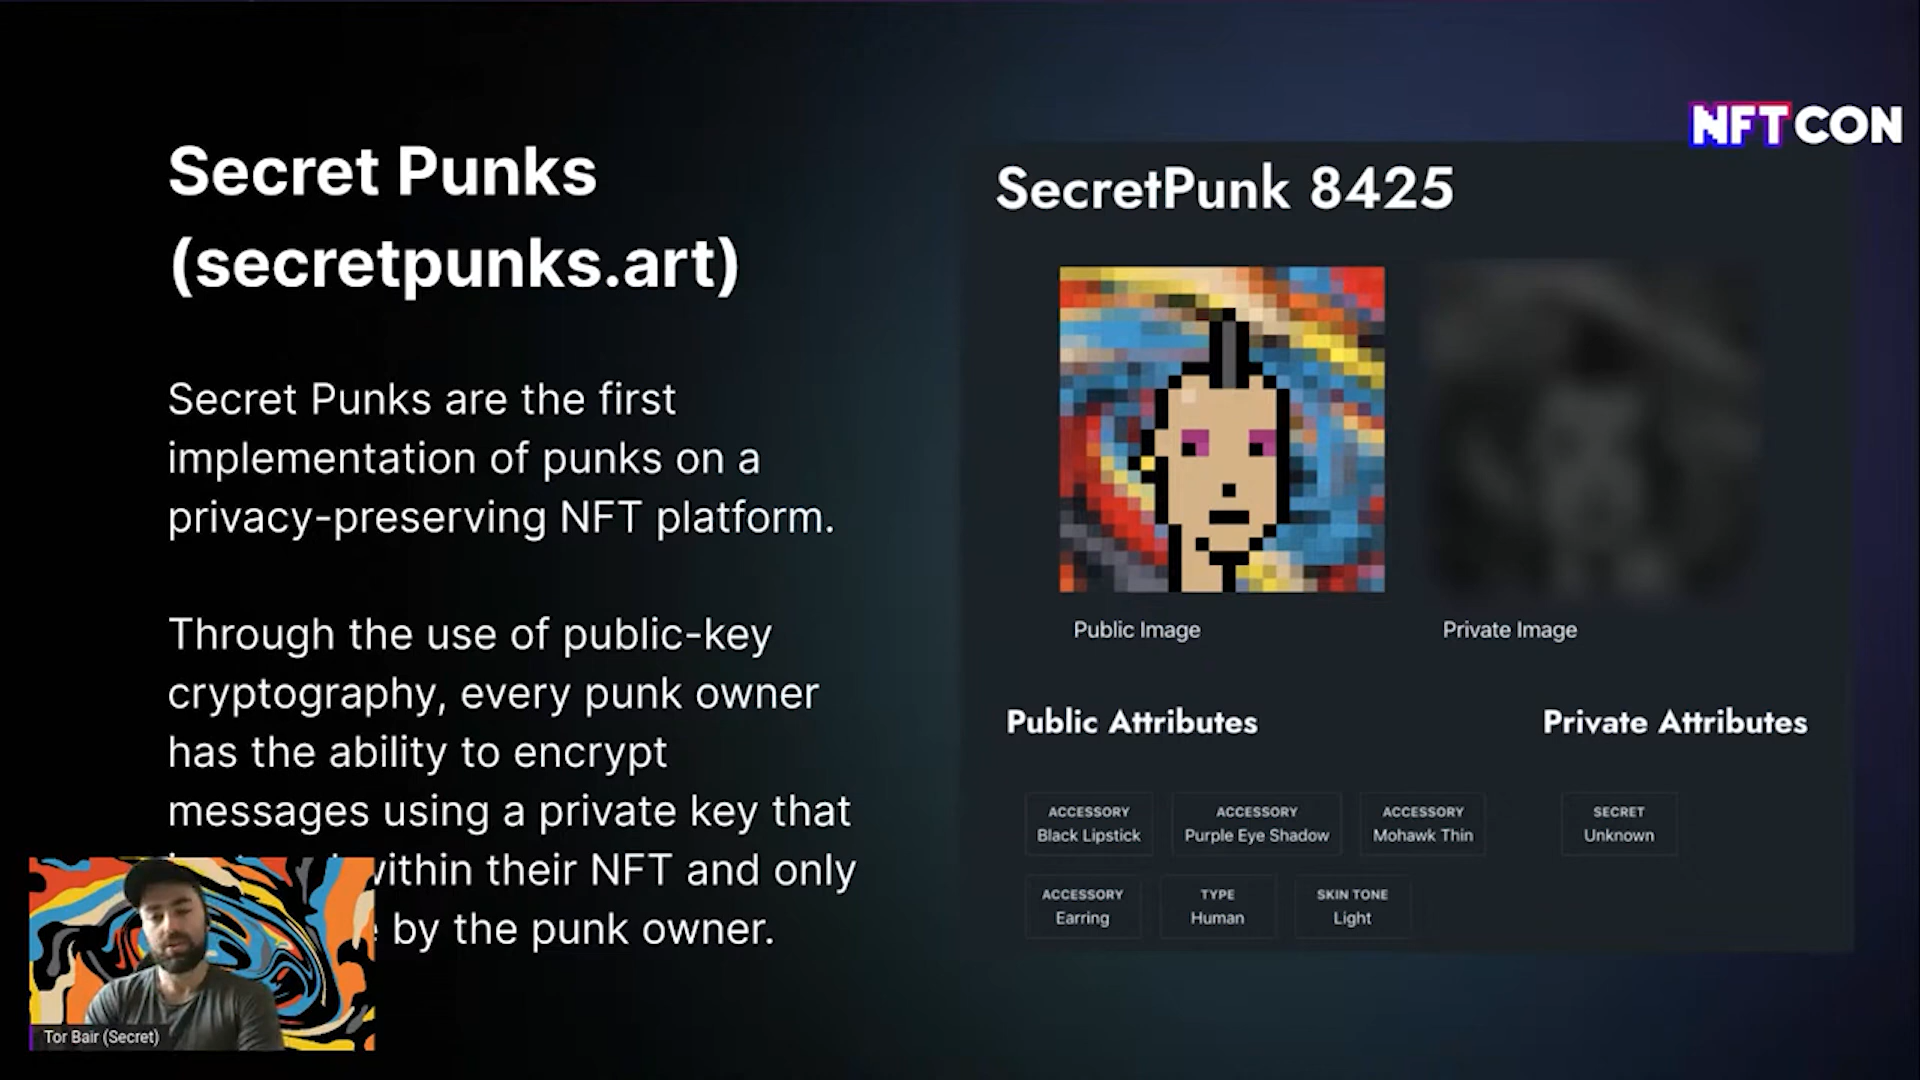 NFTCON
Secret Punks
(secretpunks.art)
Secret Punks are the first
implementation of punks on a
privacy-preserving NFT platform.
Through the use of public-key
cryptography, every punk owner
has the ability to encrypt
messages using a private key that
within their NFT and only
by the punk owner.
SecretPunk 8425
Public Image
Private Image
Public Attributes
Private Attributes
ACCESSORY
Black Lipstick
ACCESSORY
Purple Eye Shadow
ACCESSORY
Mohawk Thin
SECRET
Unknown
ACCESSORY
Earring
TYPE
Human
SKIN TONE
Light
Tor Bair (Secret)